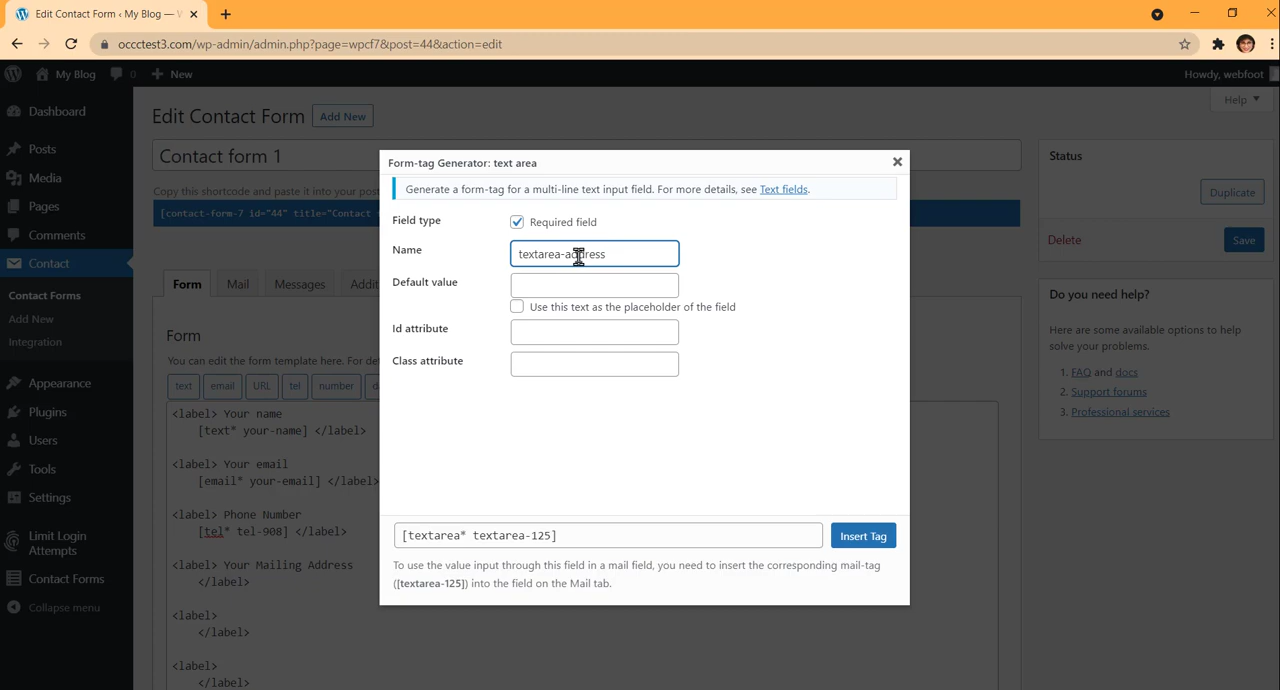 Edit Contact Form ‹ My Blog — W
occctest3.com/wp-admin/admin.php?page=wpcf7&post=44&action=edit
My Blog 0 New Howdy, webfoot
Help
Dashboard
Posts
Media
Pages
Comments
Contact
Contact Forms
Add New
Integration
Appearance
Plugins
Users
Tools
Settings
Limit Login
Attempts
Contact Forms
Collapse menu
Edit Contact Form Add New
Contact form 1
Copy this shortcode and paste it into your post
[contact-form-7 id="44" title="Contact
Form Mail Messages Addit
Form
You can edit the form template here. For det
text email URL tel number
<label> Your name
[text* your-name] </label>
<label> Your email
[email* your-email] </label>
<label> Phone Number
[tel* tel-908] </label>
<label> Your Mailing Address
</label>
<label>
</label>
<label>
</label>
Form-tag Generator: text area
Generate a form-tag for a multi-line text input field. For more details, see Text fields.
Field type Required field
Name textarea-address
Default value
Use this text as the placeholder of the field
Id attribute
Class attribute
[textarea* textarea-125] Insert Tag
To use the value input through this field in a mail field, you need to insert the corresponding mail-tag
([textarea-125]) into the field on the Mail tab.
Status
Duplicate
Delete Save
Do you need help?
Here are some available options to help
solve your problems.
1. FAQ and docs
2. Support forums
3. Professional services